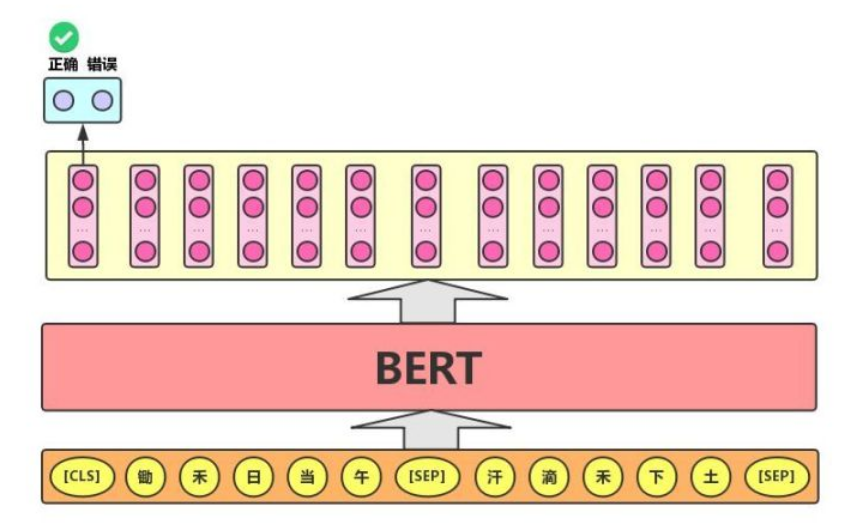 正确 错误
... ... ... ... ... ... ... ... ... ... ... ... ...
BERT
[CLS] 锄 禾 日 当 午 [SEP] 汗 滴 禾 下 土 [SEP]